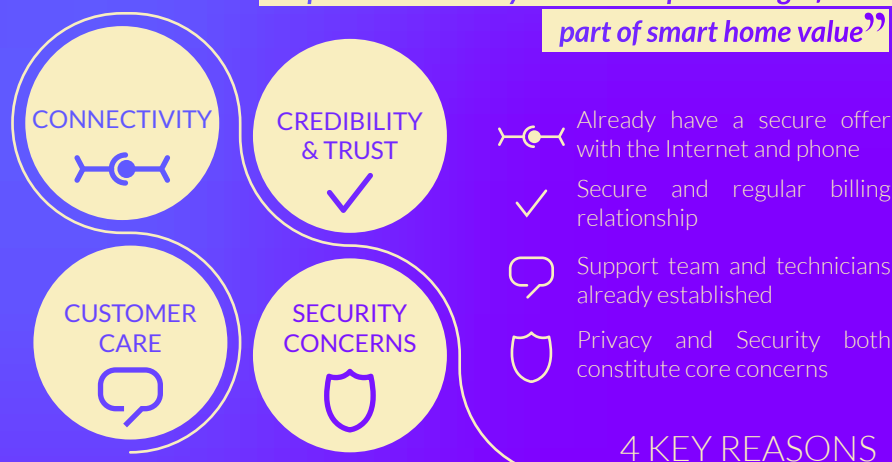 part of smart home value”
CONNECTIVITY
CREDIBILITY
& TRUST
CUSTOMER
CARE
SECURITY
CONCERNS
Already have a secure offer
with the Internet and phone
Secure and regular billing
relationship
Support team and technicians
already established
Privacy and Security both
constitute core concerns
4 KEY REASONS